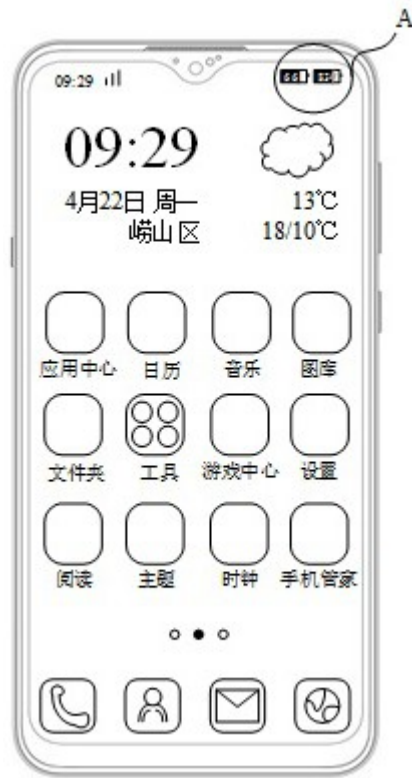 A
09:29
09:29
4月22日 周一 13℃
崂山区 18/10℃
应用中心 日历 音乐 图库
文件夹 工具 游戏中心 设置
阅读 主题 时钟 手机管家